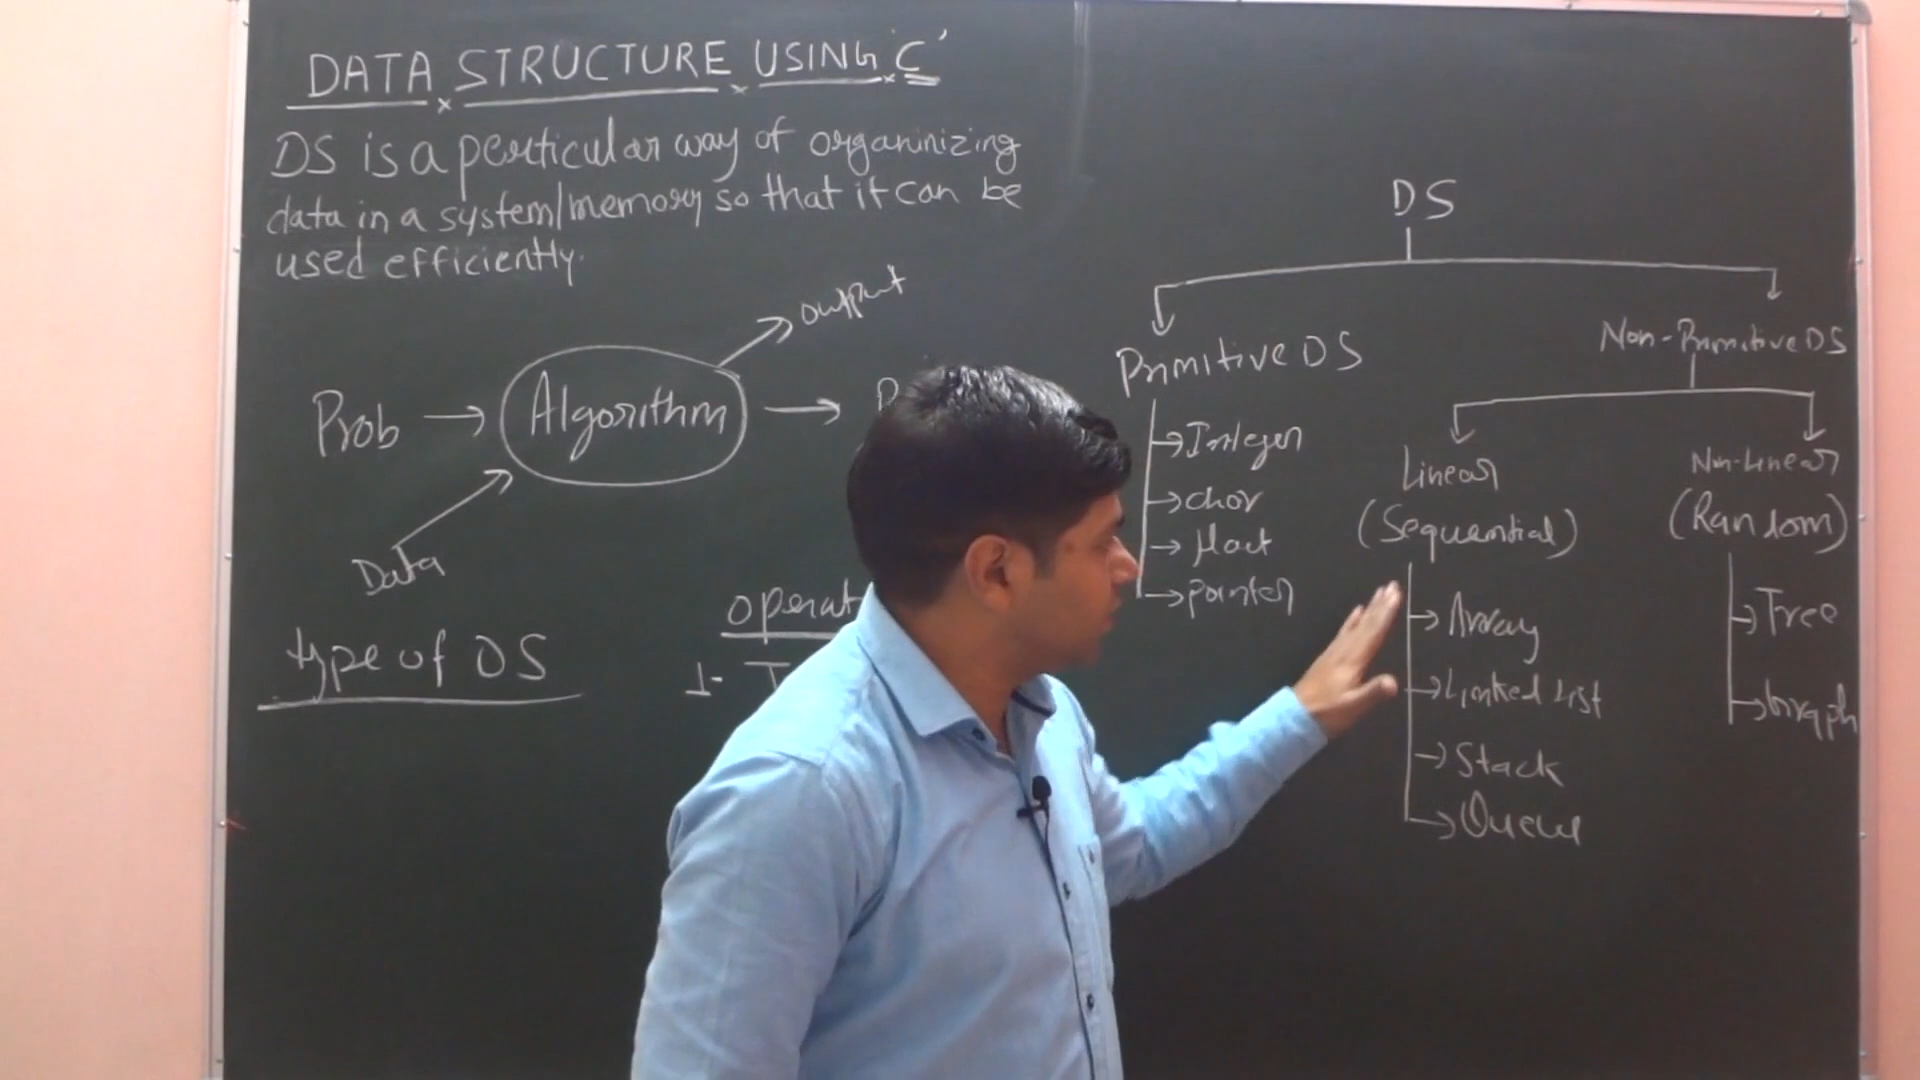 DATA STRUCTURE USING 'C'
DS is a perticular way of organinizing
data in a system/memory so that it can be
used efficiently.
output
Prob → Algorithm →
Data
type of DS
operat
1-
DS
Primitive DS
Integer
char
float
pointer
Non-Primitive DS
Linear
(Sequential)
Array
Linked List
Stack
Queue
Non-Linear
(Random)
Tree
Graph